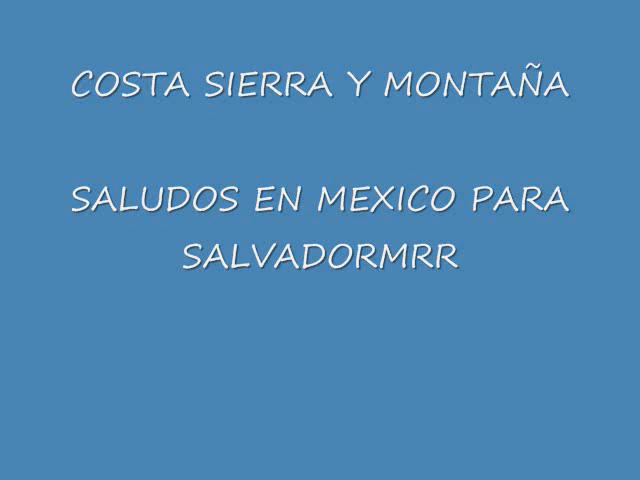 COSTA SIERRA Y MONTAÑA
SALUDOS EN MEXICO PARA
SALVADORMRR